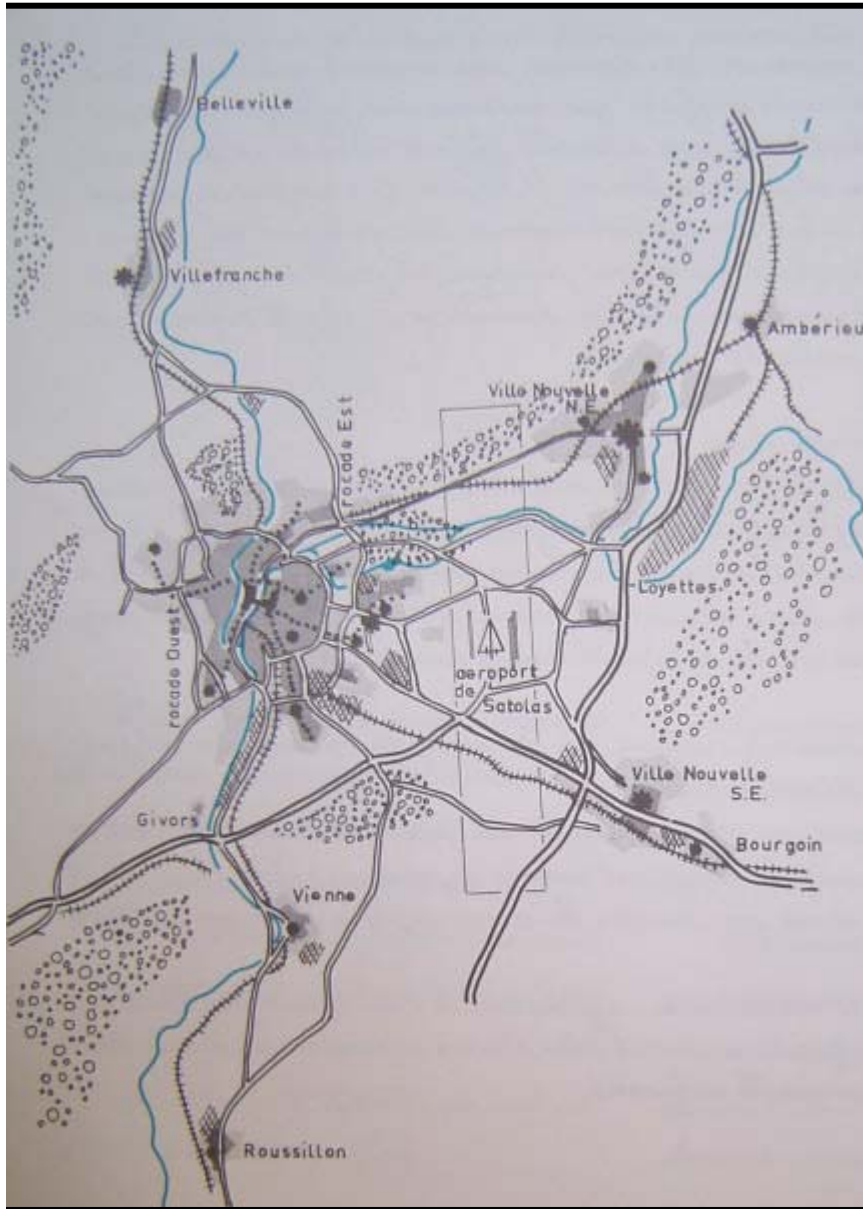 Belleville
Villefranche
Ambérieu
Ville Nouvelle
N.E.
rocade Est
Loyettes
rocade Ouest
aeroport
de
Satolas
Ville Nouvelle
S.E.
Givors
Bourgoin
Vienne
Roussillon